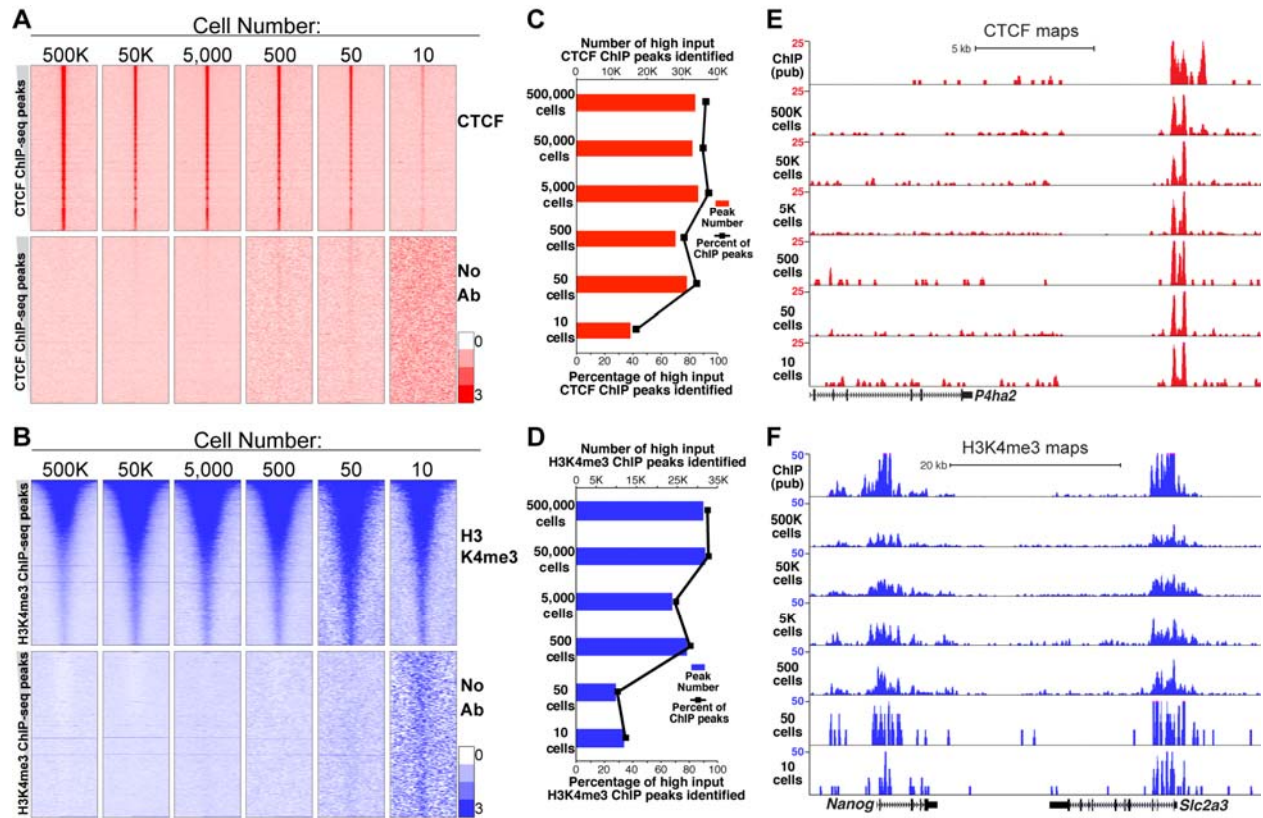 A
Cell Number:
500K 50K 5,000 500 50 10
CTCF ChIP-seq peaks
CTCF
CTCF ChIP-seq peaks
No
Ab
0
3
B
Cell Number:
500K 50K 5,000 500 50 10
H3K4me3 ChIP-seq peaks
H3
K4me3
H3K4me3 ChIP-seq peaks
No
Ab
0
3
C
Number of high input
CTCF ChIP peaks identified
0 10K 20K 30K 40K
500,000
cells
50,000
cells
5,000
cells
500
cells
50
cells
10
cells
Peak
Number
Percent
of ChIP peaks
0 20 40 60 80 100
Percentage of high input
CTCF ChIP peaks identified
D
Number of high input
H3K4me3 ChIP peaks identified
0 5K 15K 25K 35K
500,000
cells
50,000
cells
5,000
cells
500
cells
50
cells
10
cells
Peak
Number
Percent of
ChIP peaks
0 20 40 60 80 100
Percentage of high input
H3K4me3 ChIP peaks identified
E
CTCF maps
5 kb
25
ChIP
(pub)
25
500K
cells
25
50K
cells
25
5K
cells
25
500
cells
25
50
cells
25
10
cells
P4ha2
F
H3K4me3 maps
20 kb
50
ChIP
(pub)
50
500K
cells
50
50K
cells
50
5K
cells
50
500
cells
50
50
cells
50
10
cells
Nanog
Slc2a3